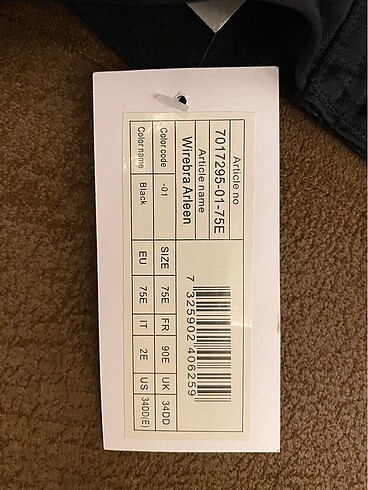 Article no
7017295-01-75E
Article name
Wirebra Arleen
Color code -01
Color name Black
7 325902 406259
SIZE 75E FR 90E UK 34DD
EU 75E IT 2E US 34DD(E)